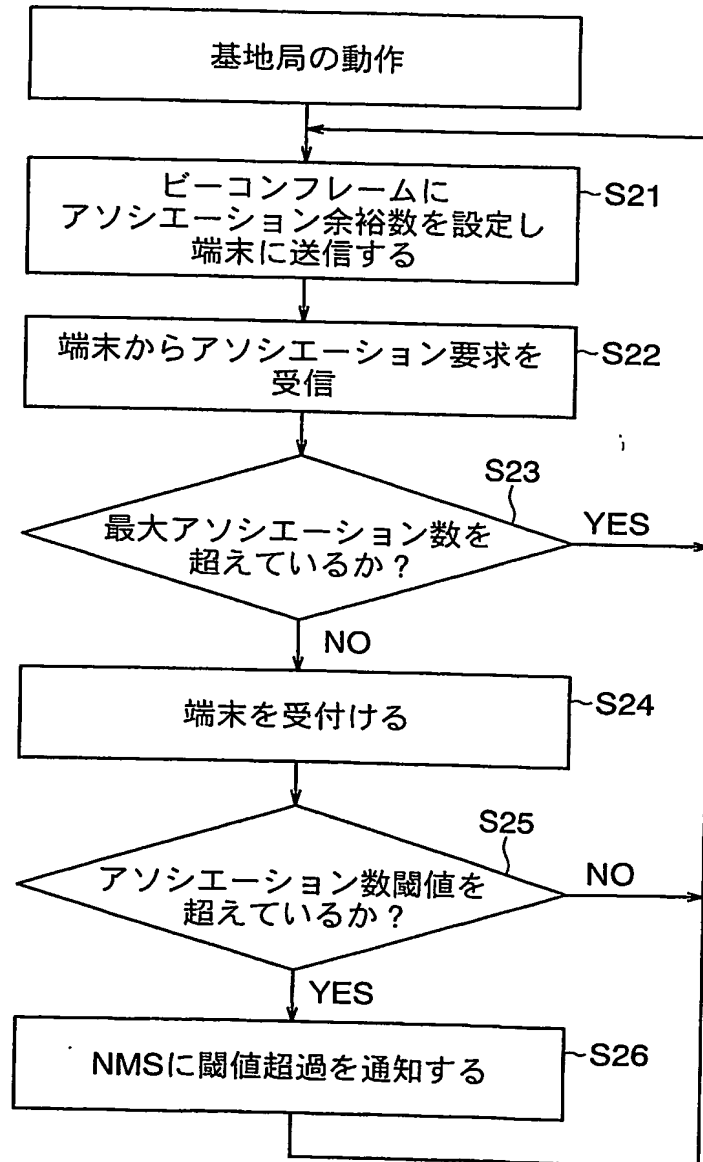 基地局の動作
ビーコンフレームに
アソシエーション余裕数を設定し
端末に送信する
~S21
端末からアソシエーション要求を
受信
~S22
S23
最大アソシエーション数を
超えているか?
YES
NO
端末を受付ける
~S24
S25
アソシエーション数閾値を
超えているか?
NO
YES
NMSに閾値超過を通知する
~S26